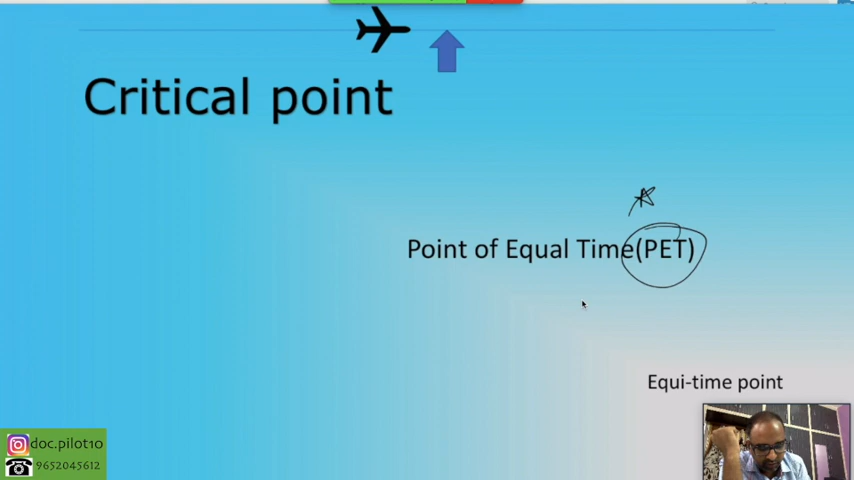 Critical point
Point of Equal Time(PET)
Equi-time point
doc.pilot10
9652045612